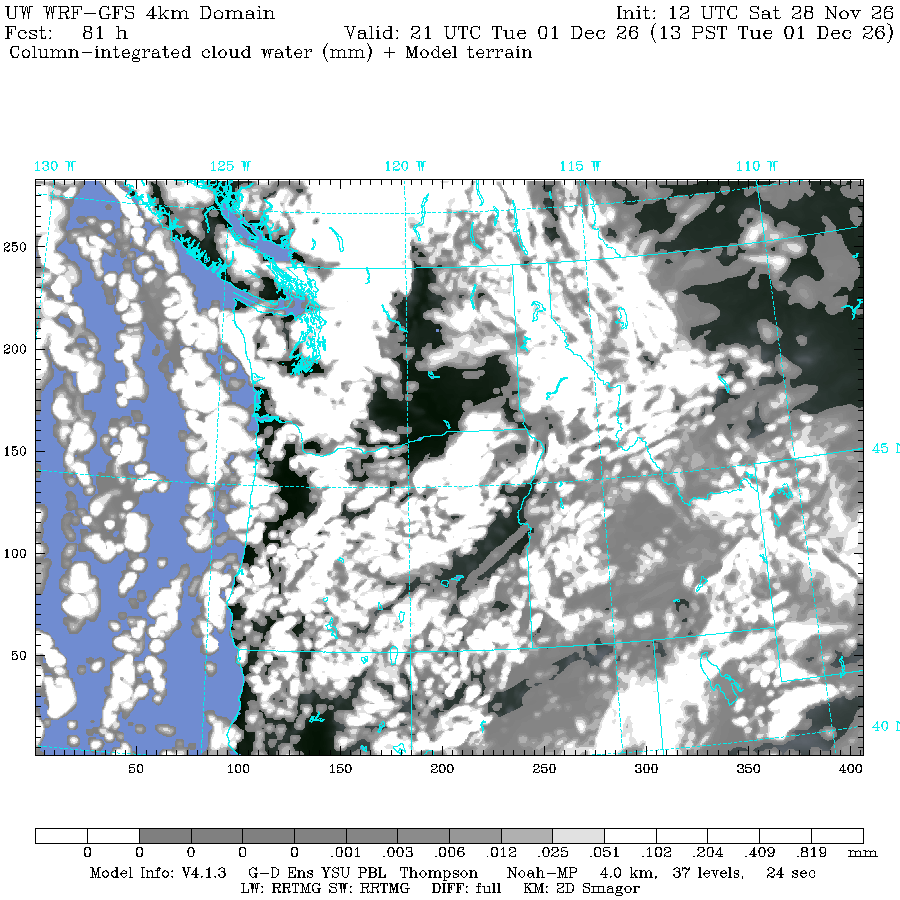 UW WRF-GFS 4km Domain Init: 12 UTC Sat 28 Nov 26
Fcst: 81 h Valid: 21 UTC Tue 01 Dec 26 (13 PST Tue 01 Dec 26)
Column-integrated cloud water (mm) + Model terrain
130 W 125 W 120 W 115 W 110 W
250
200
150
100
50
45 N
40 N
50 100 150 200 250 300 350 400
0 0 0 0 0 .001 .003 .006 .012 .025 .051 .102 .204 .409 .819 mm
Model Info: V4.1.3 G-D Ens YSU PBL Thompson Noah-MP 4.0 km, 37 levels, 24 sec
LW: RRTMG SW: RRTMG DIFF: full KM: 2D Smagor